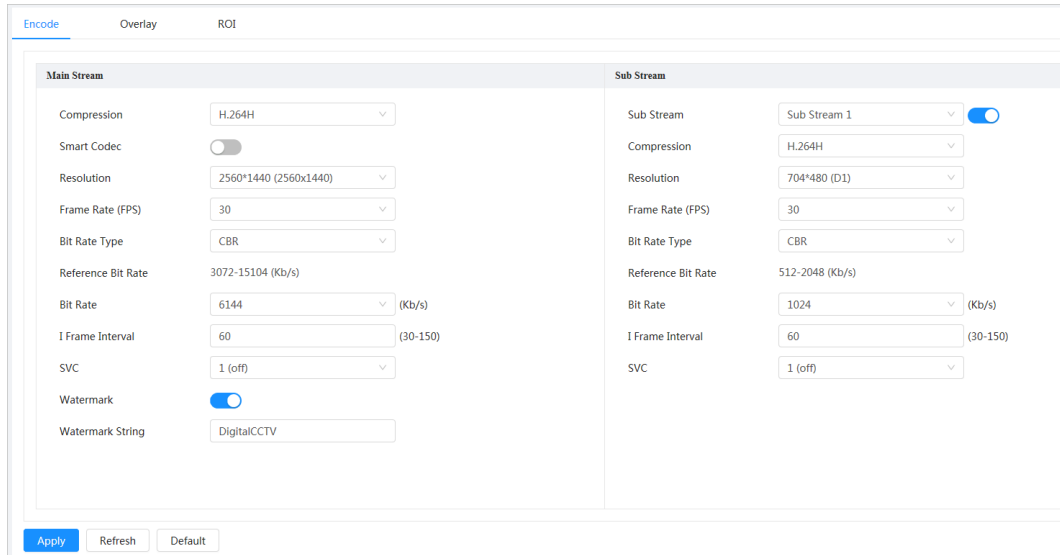 Encode Overlay ROI
Main Stream
Compression H.264H
Smart Codec
Resolution 2560*1440 (2560x1440)
Frame Rate (FPS) 30
Bit Rate Type CBR
Reference Bit Rate 3072-15104 (Kb/s)
Bit Rate 6144 (Kb/s)
I Frame Interval 60 (30-150)
SVC 1 (off)
Watermark
Watermark String DigitalCCTV
Sub Stream
Sub Stream Sub Stream 1
Compression H.264H
Resolution 704*480 (D1)
Frame Rate (FPS) 30
Bit Rate Type CBR
Reference Bit Rate 512-2048 (Kb/s)
Bit Rate 1024 (Kb/s)
I Frame Interval 60 (30-150)
SVC 1 (off)
Apply Refresh Default